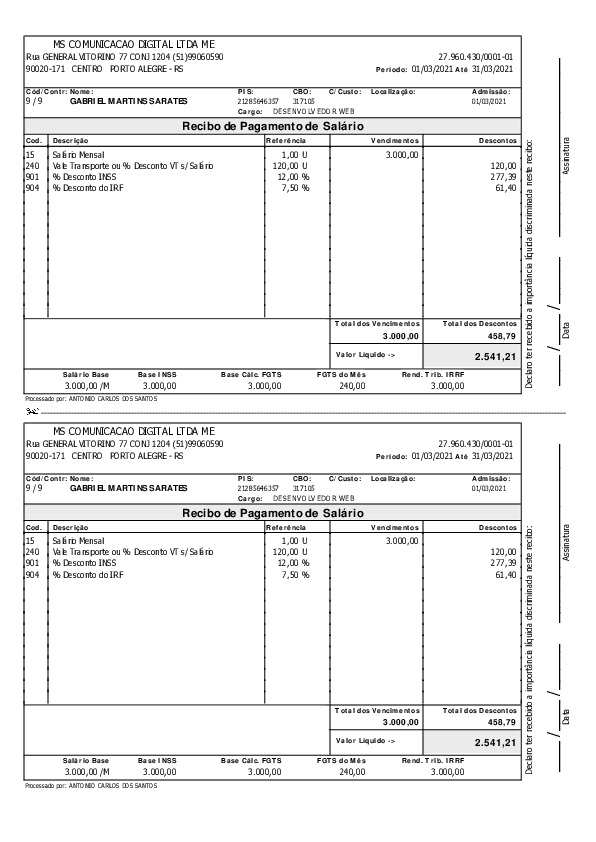 MS COMUNICACAO DIGITAL LTDA ME
Rua GENERAL VITORINO 77 CONJ 1204 (51)99060590 27.960.430/0001-01
90020-171 CENTRO PORTO ALEGRE - RS Período: 01/03/2021 Até 31/03/2021
Cód/Contr: Nome: PIS: CBO: C/ Custo: Localização: Admissão:
9 / 9 GABRIEL MARTINS SARATES 21285646357 317105 01/03/2021
Cargo: DESENVOLVEDOR WEB
Recibo de Pagamento de Salário
Cod. Descrição Referência Vencimentos Descontos
15 Salário Mensal 1,00 U 3.000,00
240 Vale Transporte ou % Desconto VTs/Salário 120,00 U 120,00
901 % Desconto INSS 12,00 % 277,39
904 % Desconto do IRF 7,50 % 61,40
Total dos Vencimentos Total dos Descontos
3.000,00 458,79
Valor Líquido -> 2.541,21
Salário Base Base INSS Base Cálc. FGTS FGTS do Mês Rend. Trib. IRRF
3.000,00 /M 3.000,00 3.000,00 240,00 3.000,00
Processado por: ANTONIO CARLOS DOS SANTOS
Declaro ter recebido a importância líquida discriminada neste recibo:
Assinatura
Data
MS COMUNICACAO DIGITAL LTDA ME
Rua GENERAL VITORINO 77 CONJ 1204 (51)99060590 27.960.430/0001-01
90020-171 CENTRO PORTO ALEGRE - RS Período: 01/03/2021 Até 31/03/2021
Cód/Contr: Nome: PIS: CBO: C/ Custo: Localização: Admissão:
9 / 9 GABRIEL MARTINS SARATES 21285646357 317105 01/03/2021
Cargo: DESENVOLVEDOR WEB
Recibo de Pagamento de Salário
Cod. Descrição Referência Vencimentos Descontos
15 Salário Mensal 1,00 U 3.000,00
240 Vale Transporte ou % Desconto VTs/Salário 120,00 U 120,00
901 % Desconto INSS 12,00 % 277,39
904 % Desconto do IRF 7,50 % 61,40
Total dos Vencimentos Total dos Descontos
3.000,00 458,79
Valor Líquido -> 2.541,21
Salário Base Base INSS Base Cálc. FGTS FGTS do Mês Rend. Trib. IRRF
3.000,00 /M 3.000,00 3.000,00 240,00 3.000,00
Processado por: ANTONIO CARLOS DOS SANTOS
Declaro ter recebido a importância líquida discriminada neste recibo:
Assinatura
Data